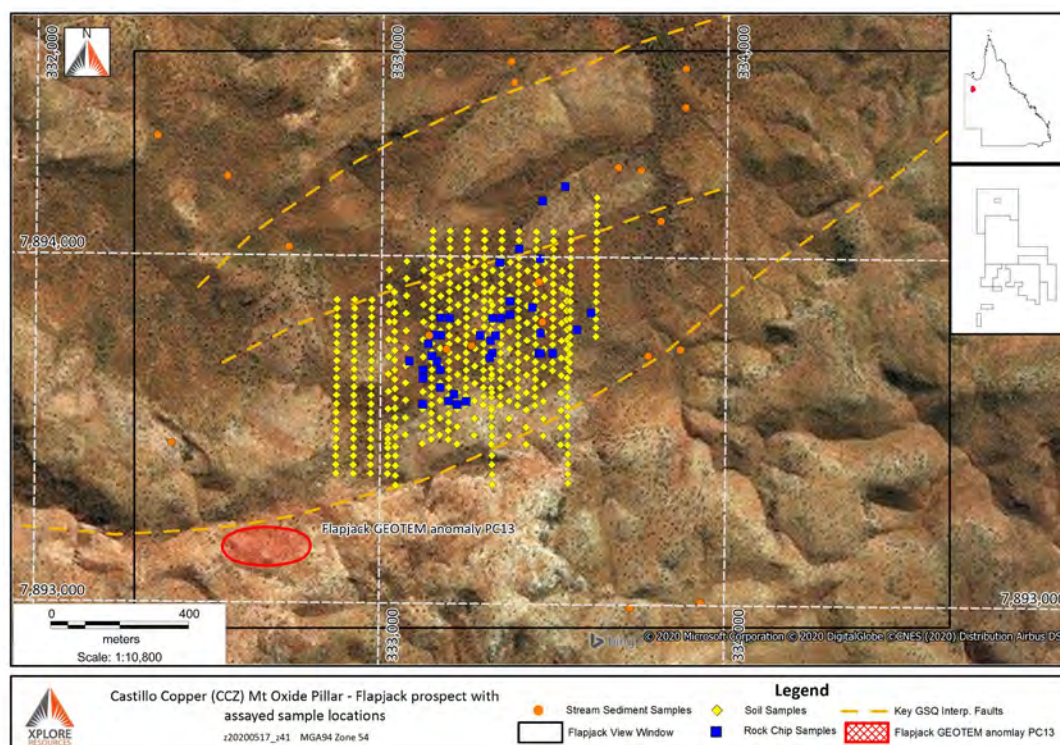 N
332,000
333,000
334,000
7,894,000
Flapjack GEOTEM anomaly PC13
7,893,000
7,893,000
0 400
meters
Scale: 1:10,800
333,000
334,000
bing © 2020 Microsoft Corporation © 2020 DigitalGlobe ©CNES (2020) Distribution Airbus DS
XPLORE
RESOURCES
Castillo Copper (CCZ) Mt Oxide Pillar - Flapjack prospect with
assayed sample locations
z20200517_z41 MGA94 Zone 54
Legend
Stream Sediment Samples Soil Samples Key GSQ Interp. Faults
Flapjack View Window Rock Chip Samples Flapjack GEOTEM anomaly PC13